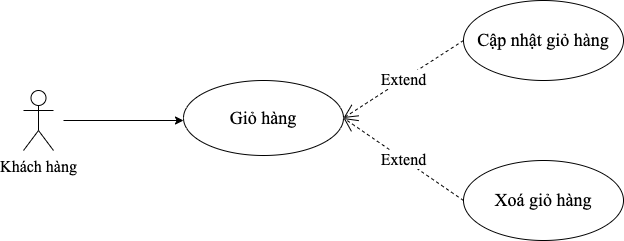 Cập nhật giỏ hàng
Extend
Giỏ hàng
Khách hàng
Extend
Xoá giỏ hàng